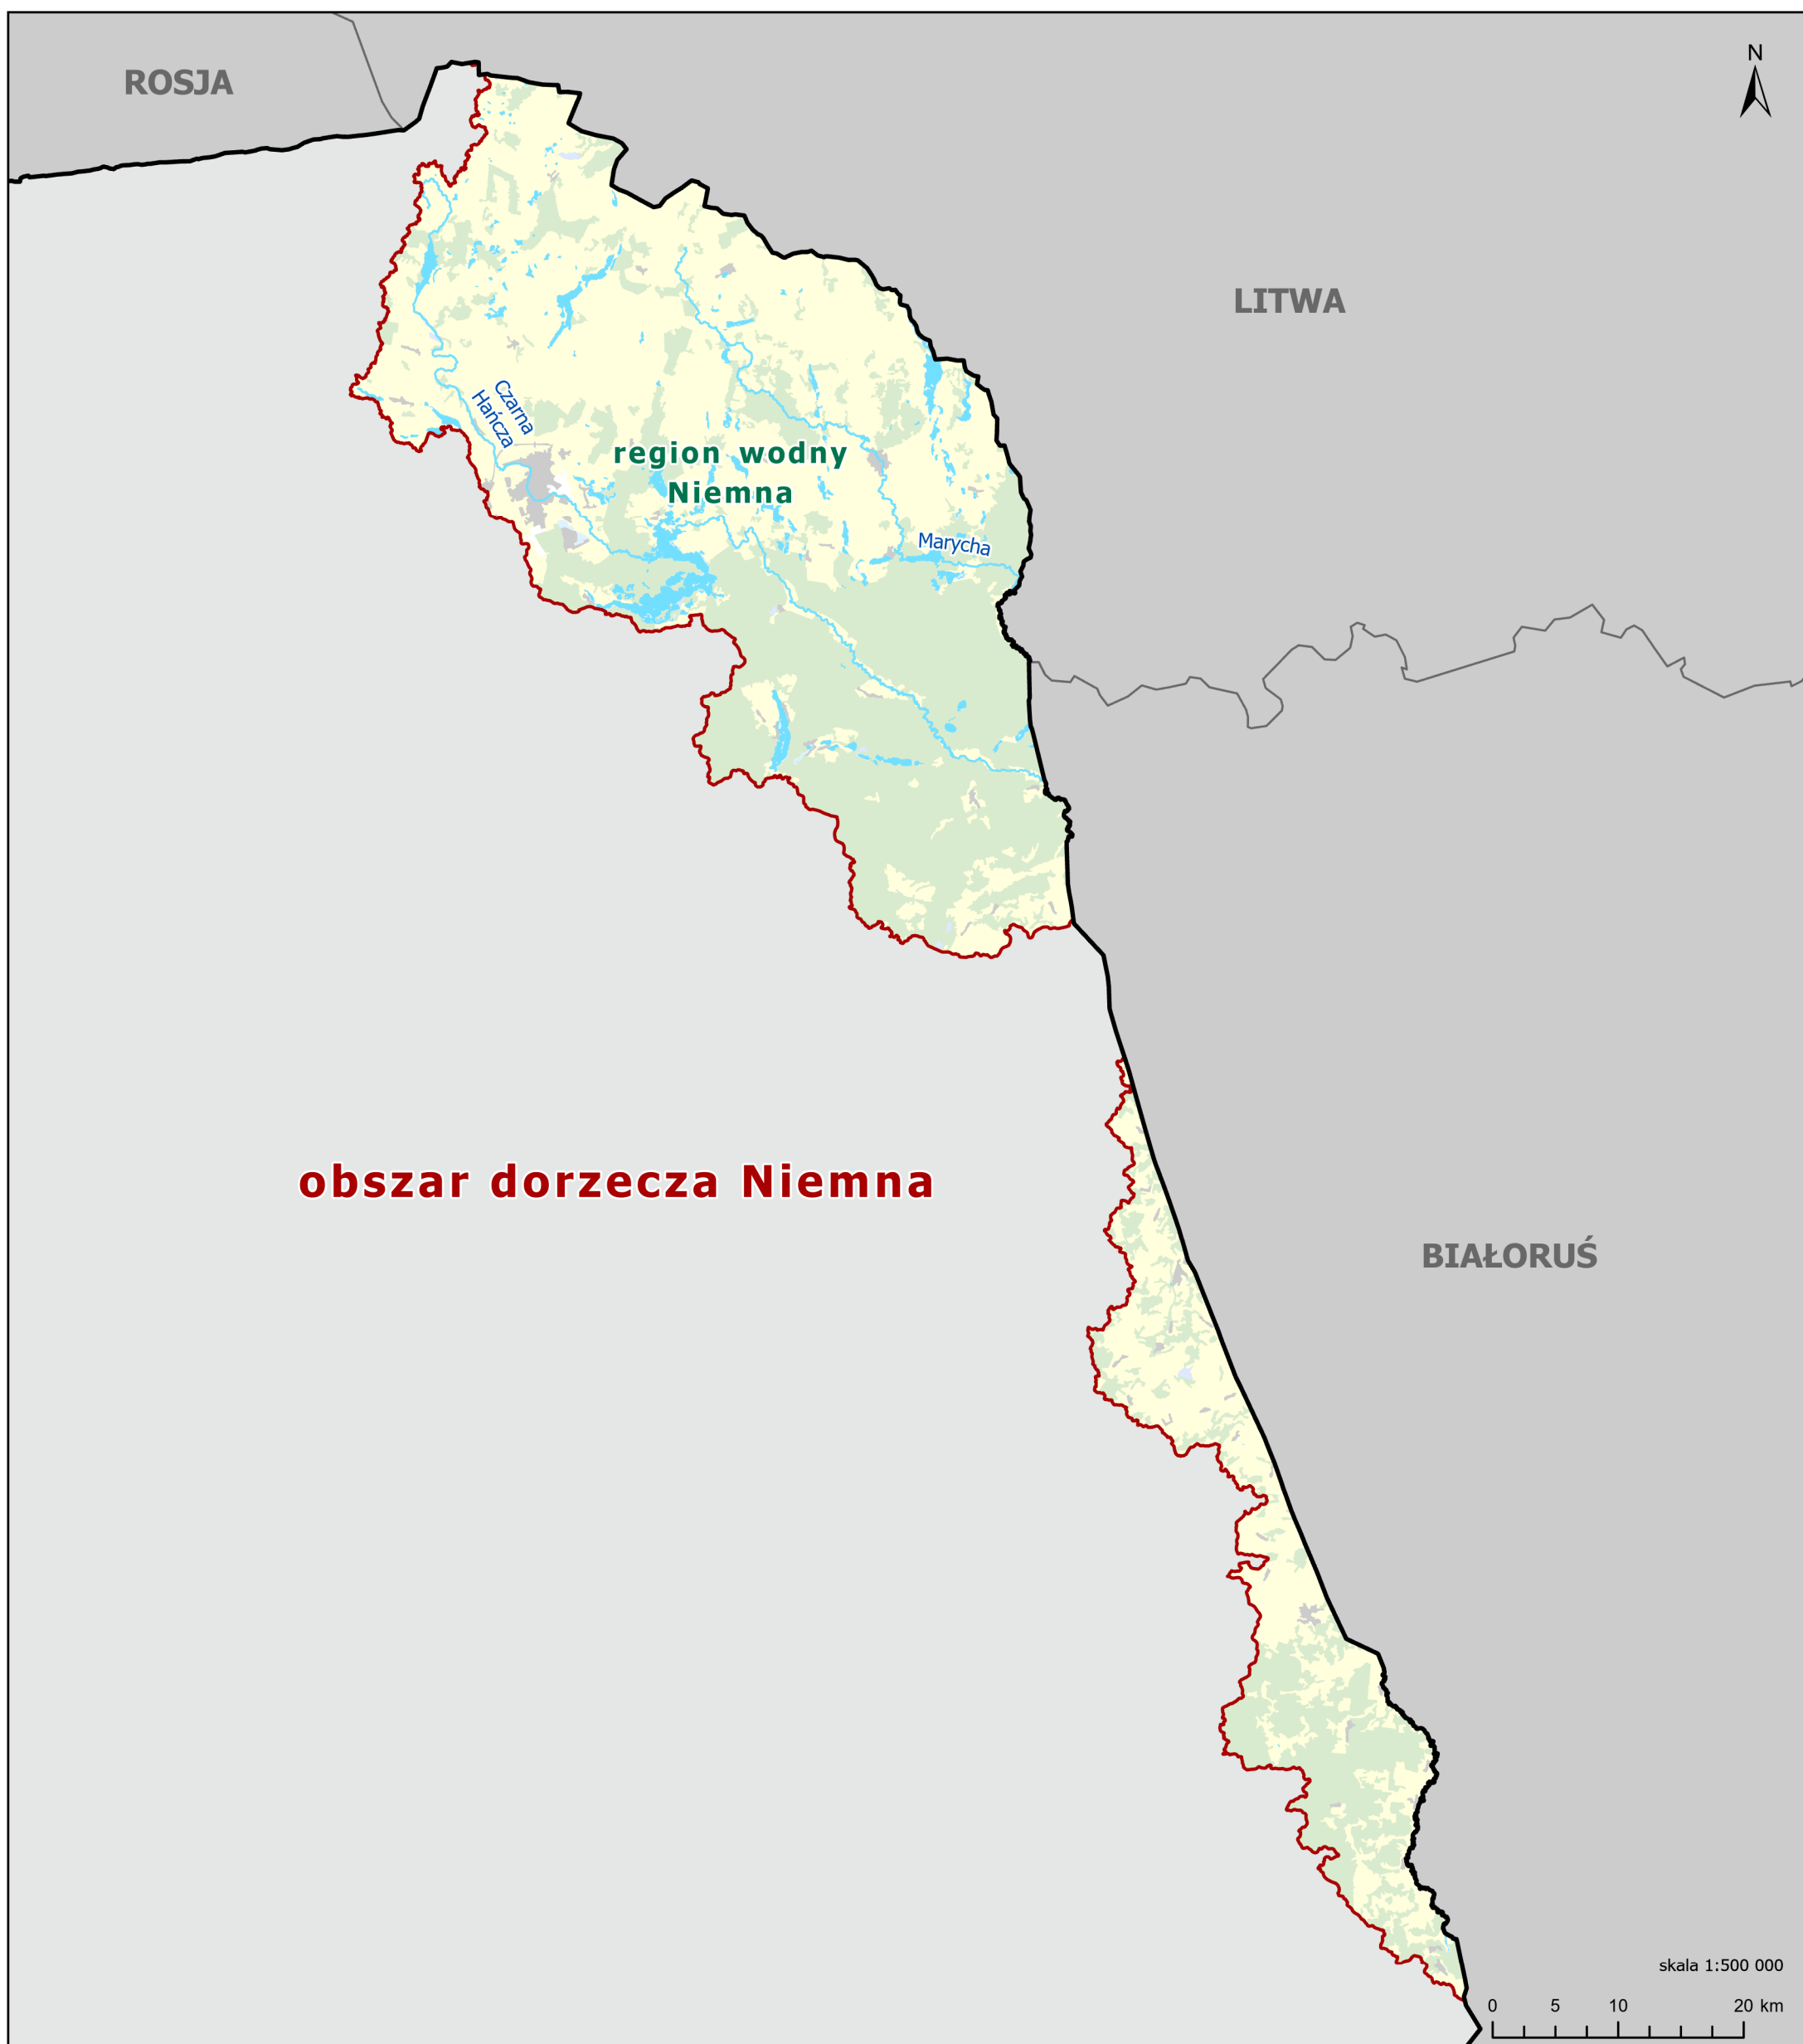 N
ROSJA
LITWA
Czarna
Hańcza
region wodny
Niemna
Marycha
obszar dorzecza Niemna
BIAŁORUŚ
skala 1:500 000
0 5 10 20 km